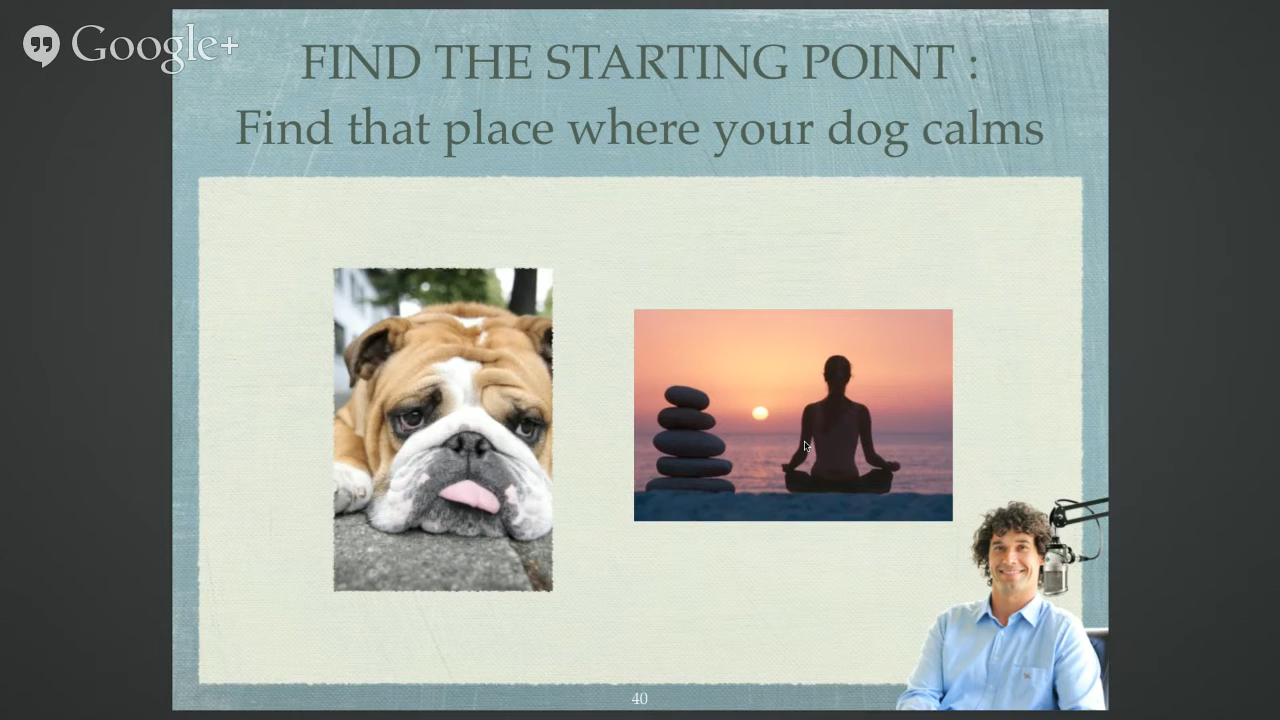 Google+
FIND THE STARTING POINT :
Find that place where your dog calms
40